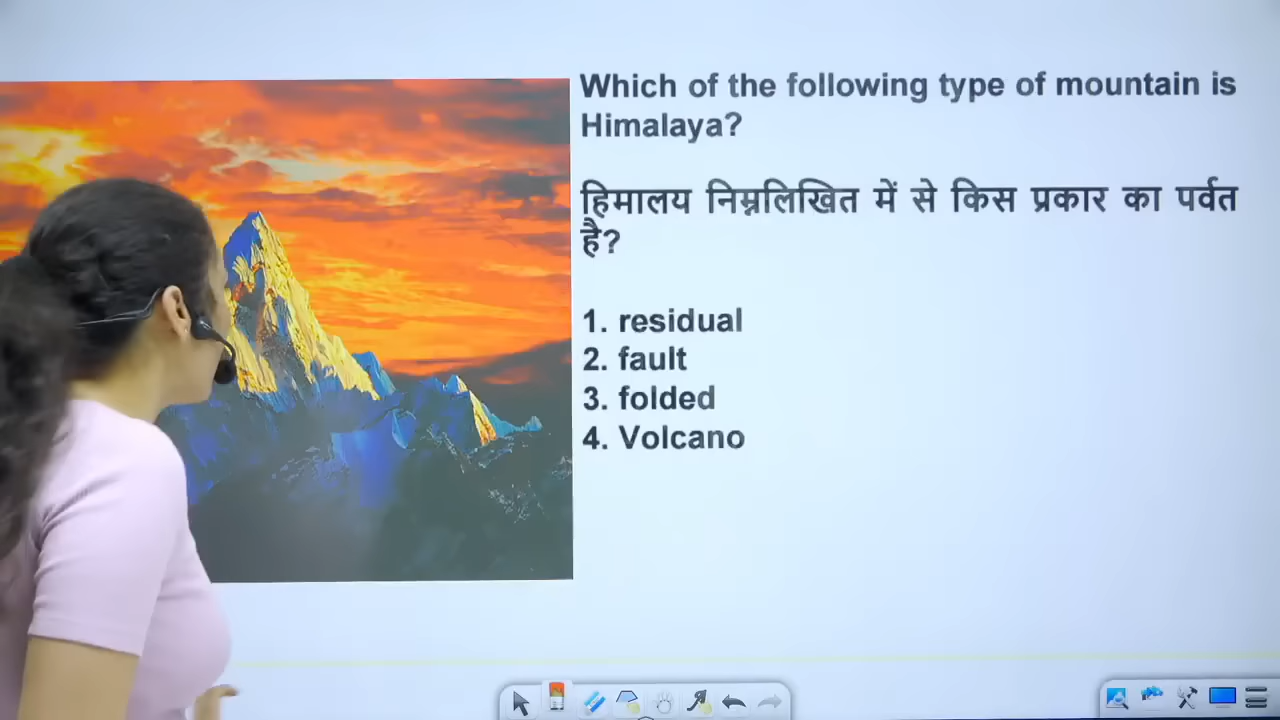 Which of the following type of mountain is
Himalaya?
हिमालय निम्नलिखित में से किस प्रकार का पर्वत
है?
1. residual
2. fault
3. folded
4. Volcano